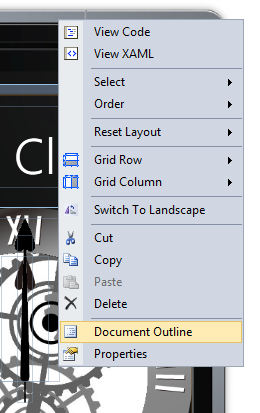 View Code
View XAML
Select
Order
Reset Layout
Grid Row
Grid Column
Switch To Landscape
Cut
Copy
Paste
Delete
Document Outline
Properties
Cl
XII